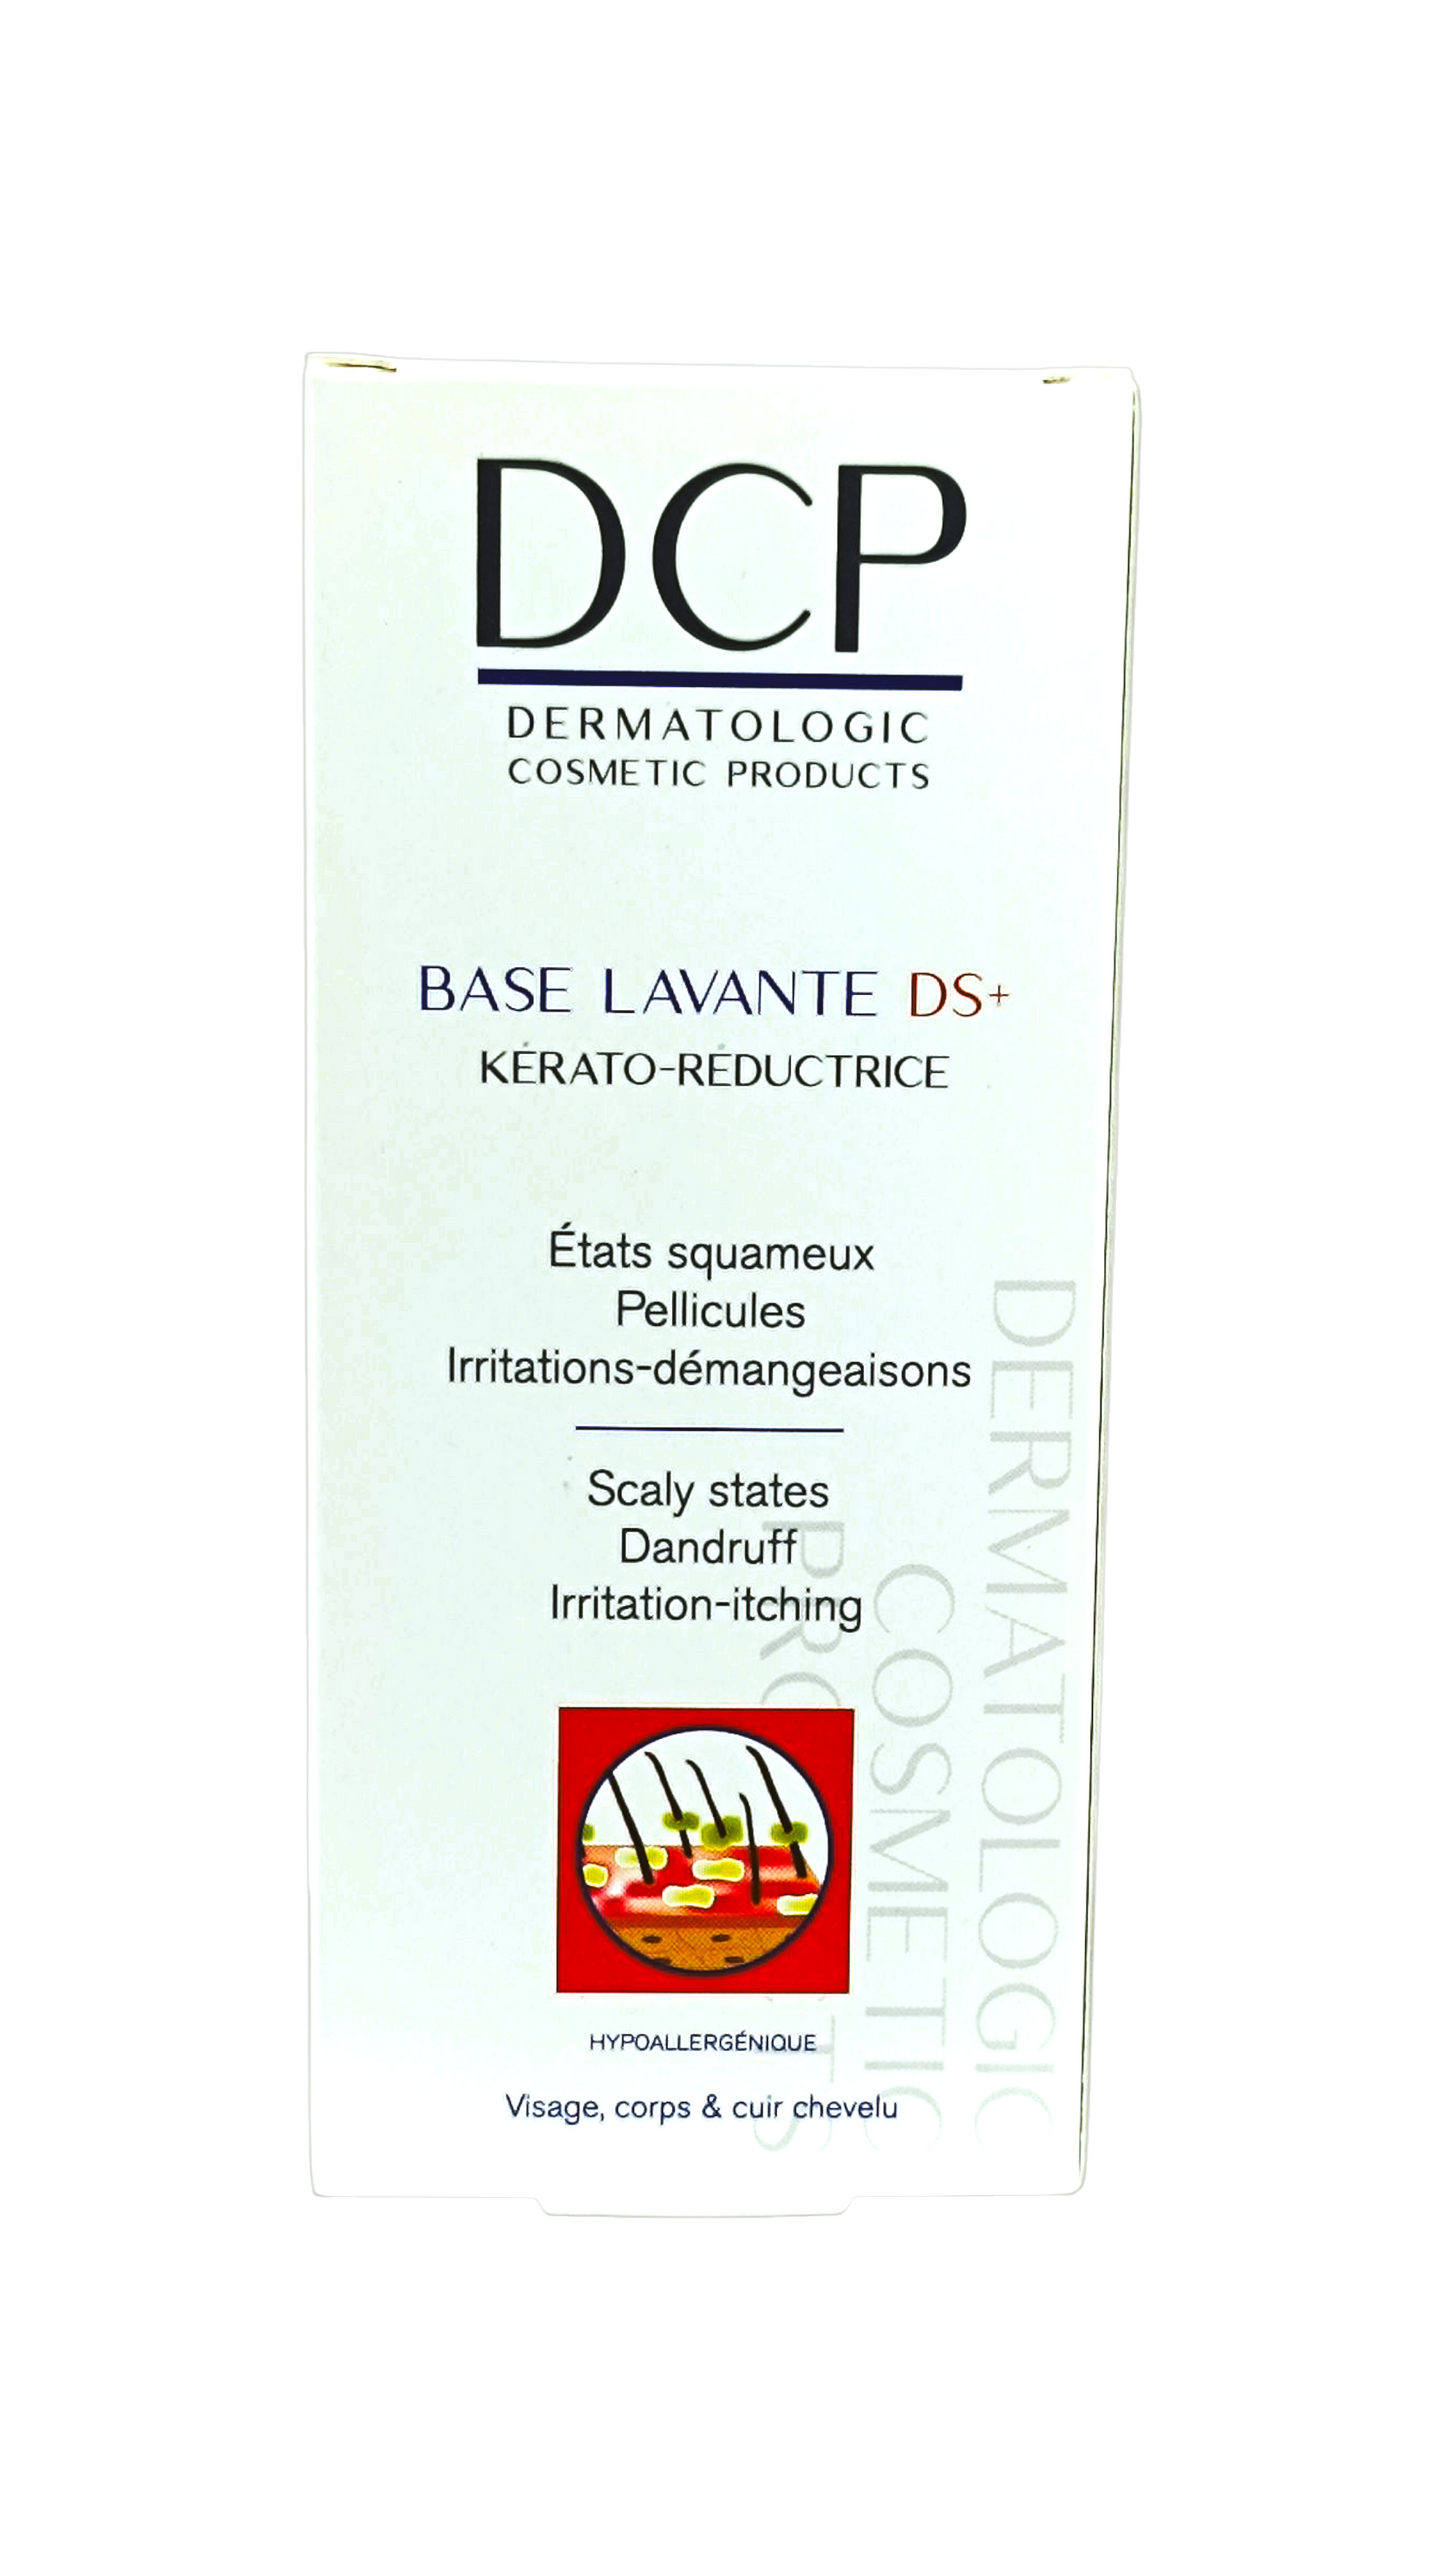 DCP
DERMATOLOGIC
COSMETIC PRODUCTS
BASE LAVANTE DS+
KÉRATO-RÉDUCTRICE
États squameux
Pellicules
Irritations-démangeaisons
Scaly states
Dandruff
Irritation-itching
HYPOALLERGÉNIQUE
Visage, corps & cuir chevelu
DERMATOLOGIC
COSMETIC